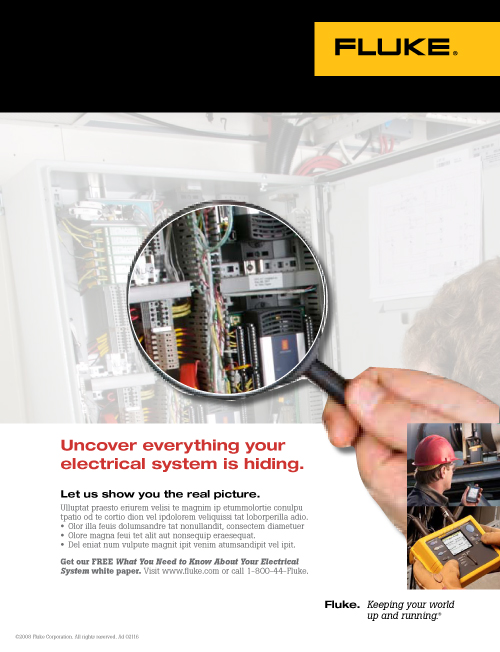 FLUKE®
Uncover everything your
electrical system is hiding.
Let us show you the real picture.
Ulluptat praesto eriurem velisi te magnim ip etummolortie conulpu
tpatio od te cortio dion vel ipdolorem veliquissi tat loborperilla adio.
• Olor illa feuis dolumsandre tat nonullandit, consectem diametuer
• Olore magna feui tet alit aut nonsequip eraesequat.
• Del eniat num vulpute magnit ipit venim atumsandipit vel ipit.
Get our FREE What You Need to Know About Your Electrical
System white paper. Visit www.fluke.com or call 1-800-44-Fluke.
Fluke. Keeping your world
up and running.®
Fluke Corporation. All rights reserved.